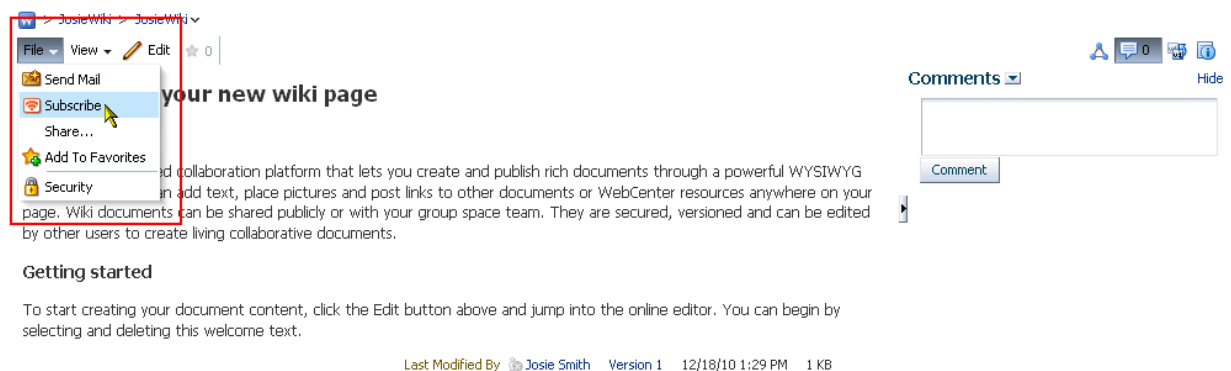 W > JosieWiki > JosieWiki
File View Edit 0
0
Send Mail
Subscribe
Share...
Add To Favorites
Security
your new wiki page
collaboration platform that lets you create and publish rich documents through a powerful WYSIWYG
an add text, place pictures and post links to other documents or WebCenter resources anywhere on your
page. Wiki documents can be shared publicly or with your group space team. They are secured, versioned and can be edited
by other users to create living collaborative documents.
Getting started
To start creating your document content, click the Edit button above and jump into the online editor. You can begin by
selecting and deleting this welcome text.
Last Modified By Josie Smith Version 1 12/18/10 1:29 PM 1 KB
Comments Hide
Comment